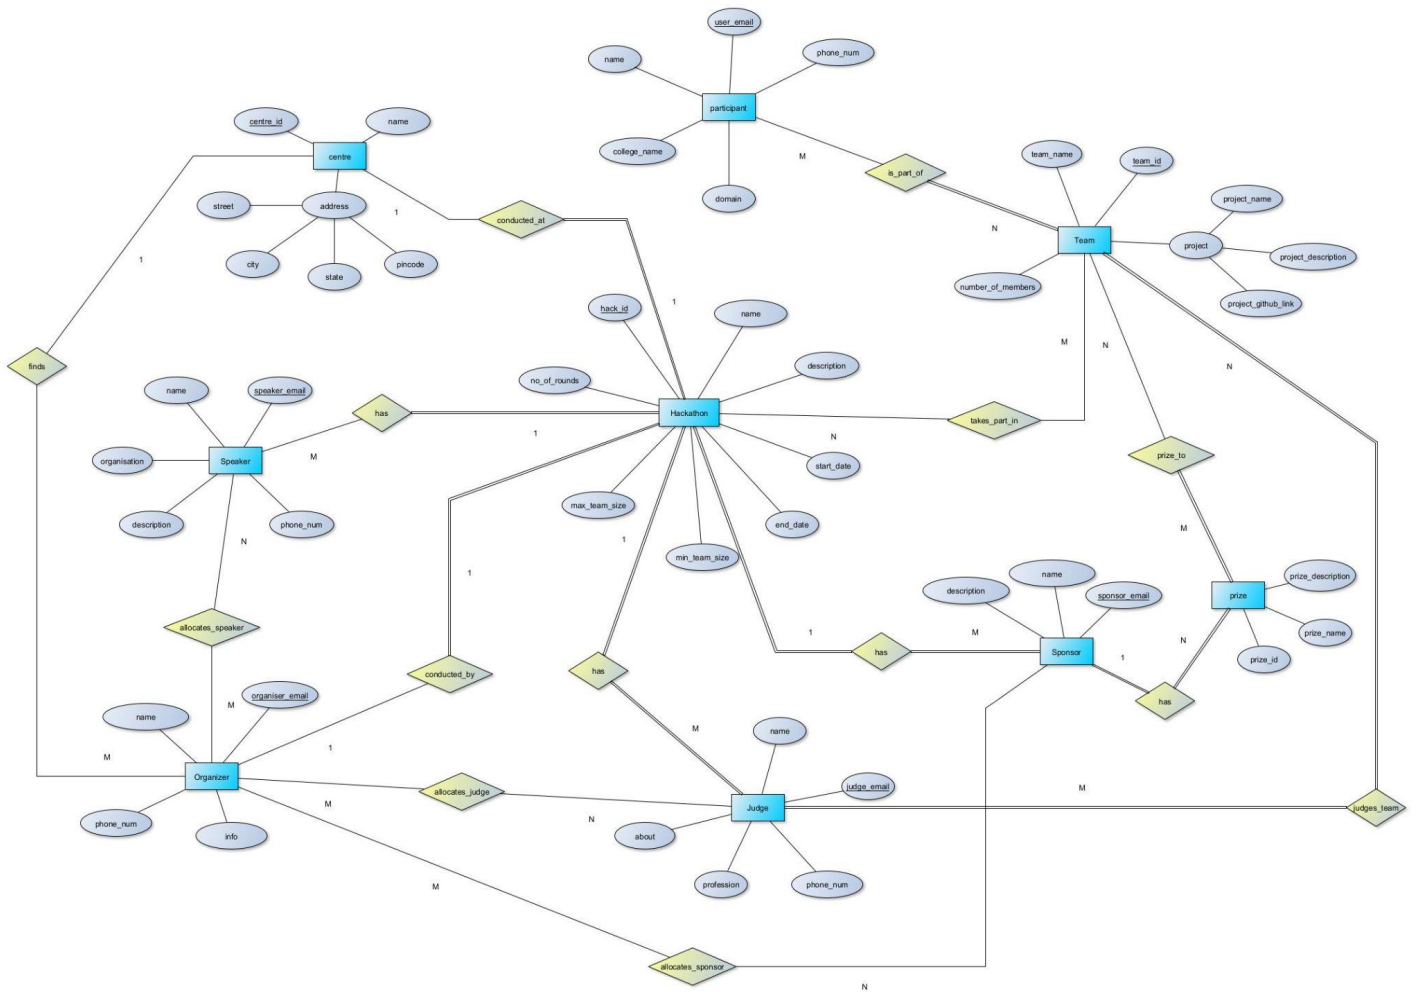 user_email
name
phone_num
participant
college_name
domain
M
is_part_of
N
centre_id
name
centre
address
street
city
state
pincode
1
conducted_at
1
1
finds
M
team_name
team_id
Team
number_of_members
project
project_name
project_description
project_github_link
hack_id
name
description
no_of_rounds
Hackathon
start_date
end_date
max_team_size
min_team_size
N
takes_part_in
M
N
prize_to
M
N
judges_team
M
name
speaker_email
organisation
Speaker
description
phone_num
M
has
1
N
allocates_speaker
M
1
conducted_by
1
1
has
M
1
has
M
description
name
sponsor_email
Sponsor
1
has
N
prize
prize_description
prize_name
prize_id
organiser_email
name
Organizer
phone_num
info
M
allocates_judge
N
name
judge_email
Judge
about
profession
phone_num
M
allocates_sponsor
N